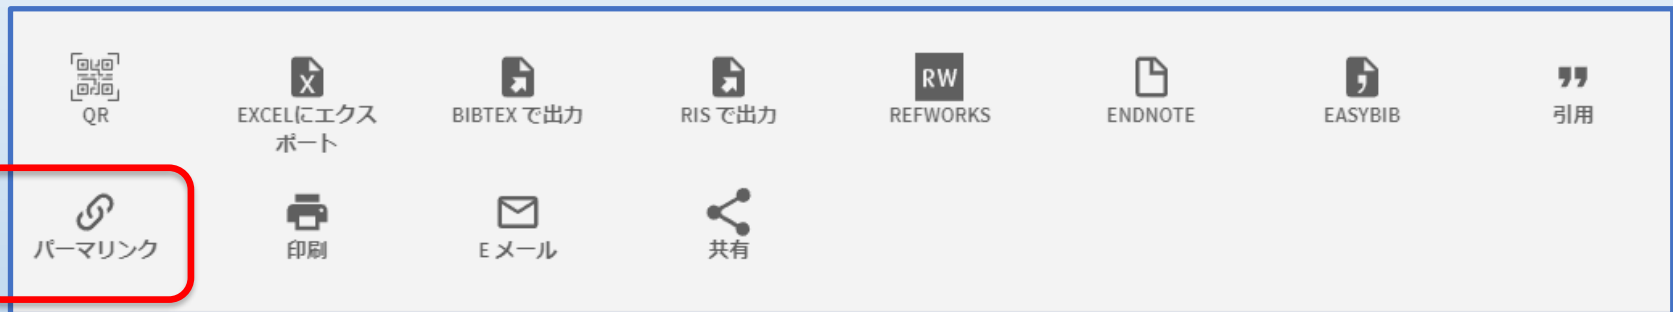 RW
QR
EXCELにエクス
ポート
BIBTEX で出力
RIS で出力
REFWORKS
ENDNOTE
EASYBIB
引用
パーマリンク
印刷
E メール
共有